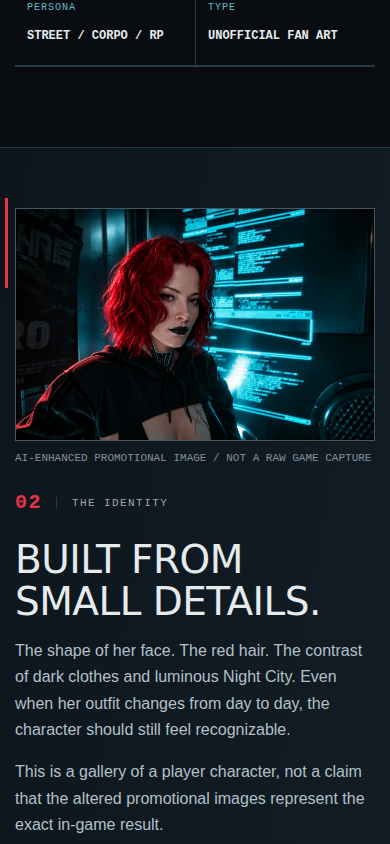 PERSONA
TYPE
STREET / CORPO / RP
UNOFFICIAL FAN ART
RO
AI-ENHANCED PROMOTIONAL IMAGE / NOT A RAW GAME CAPTURE
02
THE IDENTITY
BUILT FROM
SMALL DETAILS.
The shape of her face. The red hair. The contrast
of dark clothes and luminous Night City. Even
when her outfit changes from day to day, the
character should still feel recognizable.
This is a gallery of a player character, not a claim
that the altered promotional images represent the
exact in-game result.